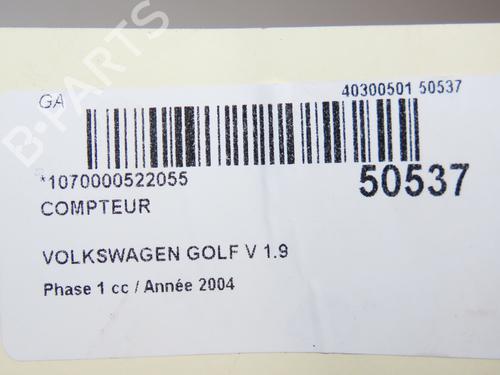 B-PARTS
GA
40300501 50537
*1070000522055
50537
COMPTEUR
VOLKSWAGEN GOLF V 1.9
Phase 1 cc / Année 2004